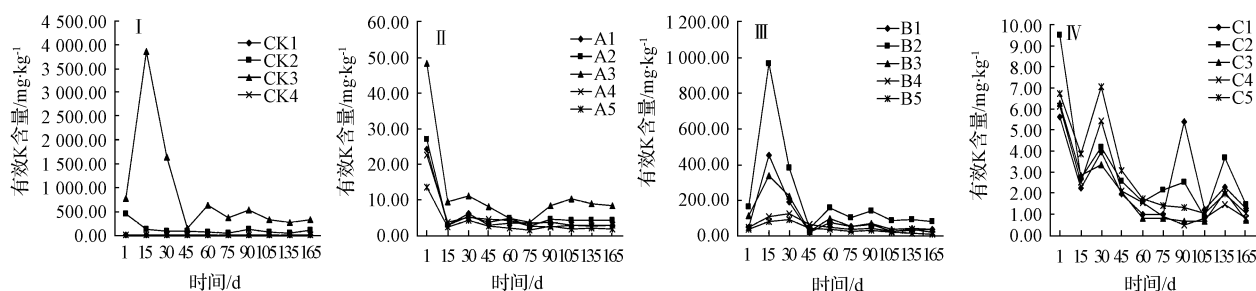 Ⅰ
有效K含量/mg·kg-1
4 500.00
4 000.00
3 500.00
3 000.00
2 500.00
2 000.00
1 500.00
1 000.00
500.00
0.00
CK1
CK2
CK3
CK4
1 15 30 45 60 75 90 105 135 165
时间/d
Ⅱ
有效K含量/mg·kg-1
60.00
50.00
40.00
30.00
20.00
10.00
0.00
A1
A2
A3
A4
A5
1 15 30 45 60 75 90 105 135 165
时间/d
Ⅲ
有效K含量/mg·kg-1
1 200.00
1 000.00
800.00
600.00
400.00
200.00
0.00
B1
B2
B3
B4
B5
1 15 30 45 60 75 90 105 135 165
时间/d
Ⅳ
有效K含量/mg·kg-1
10.00
9.00
8.00
7.00
6.00
5.00
4.00
3.00
2.00
1.00
0.00
C1
C2
C3
C4
C5
1 15 30 45 60 75 90 105 135 165
时间/d